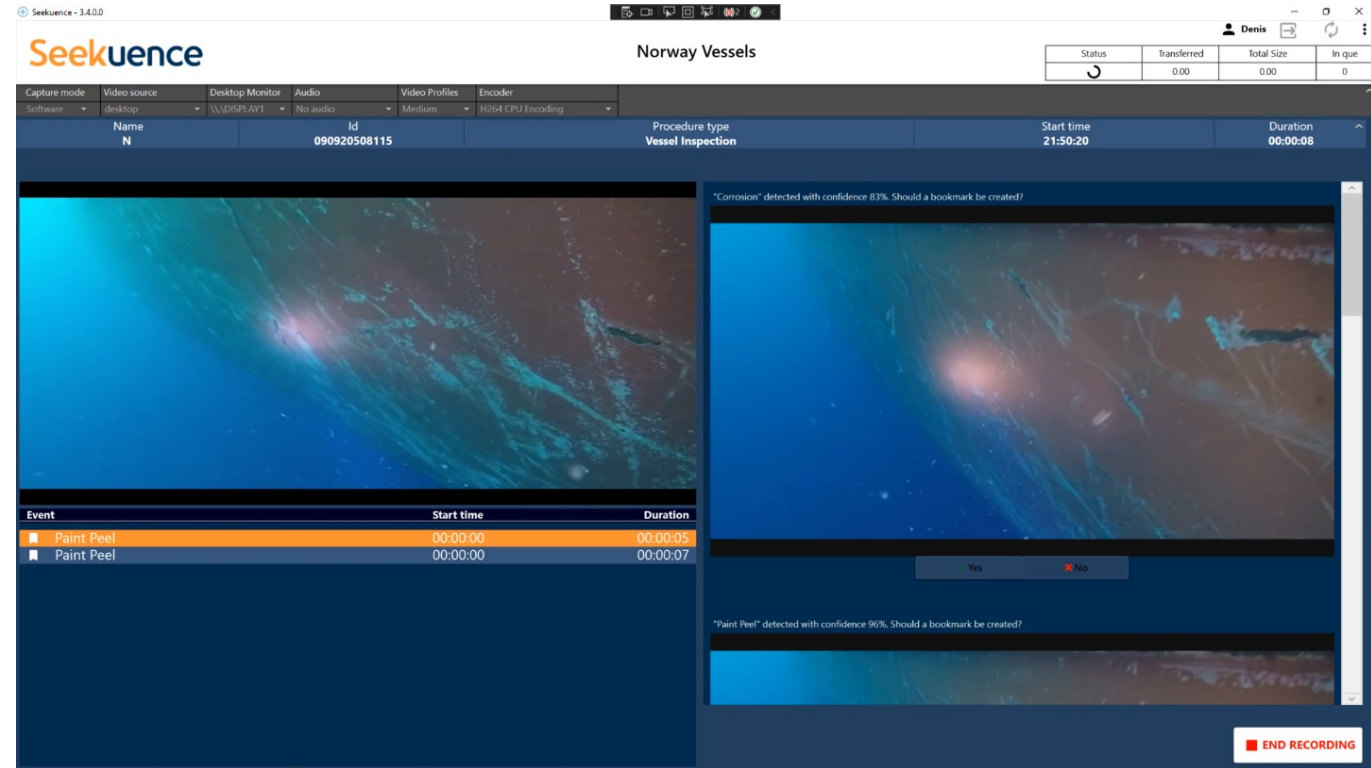 Seekuence - 3.4.0.0
2
Denis
Seekuence
Norway Vessels
Status Transferred Total Size In que
0.00 0.00 0
Capture mode Video source Desktop Monitor Audio Video Profiles Encoder
Software desktop \\.\DISPLAY1 No audio Medium H264 CPU Encoding
Name Id Procedure type Start time Duration
N 090920508115 Vessel Inspection 21:50:20 00:00:08
"Corrosion" detected with confidence 83%. Should a bookmark be created?
Event Start time Duration
Paint Peel 00:00:00 00:00:05
Paint Peel 00:00:00 00:00:07
Yes No
"Paint Peel" detected with confidence 96%. Should a bookmark be created?
END RECORDING